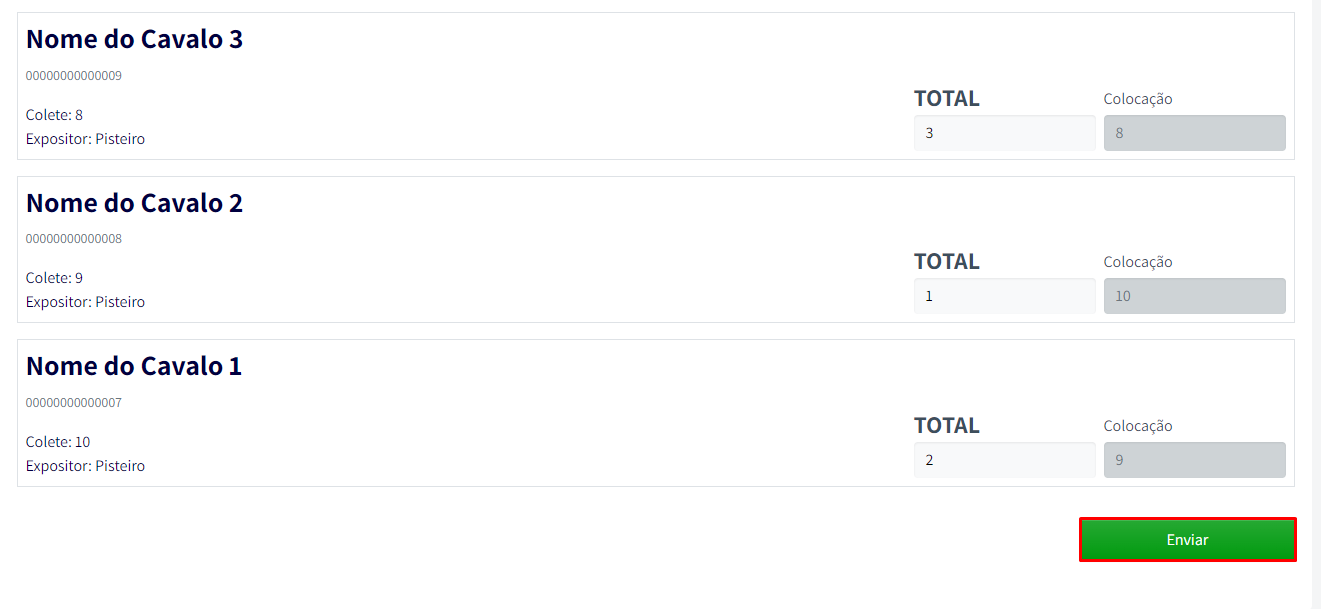 Nome do Cavalo 3
00000000000009
Colete: 8
Expositor: Pisteiro
TOTAL
3
Colocação
8
Nome do Cavalo 2
00000000000008
Colete: 9
Expositor: Pisteiro
TOTAL
1
Colocação
10
Nome do Cavalo 1
00000000000007
Colete: 10
Expositor: Pisteiro
TOTAL
2
Colocação
9
Enviar